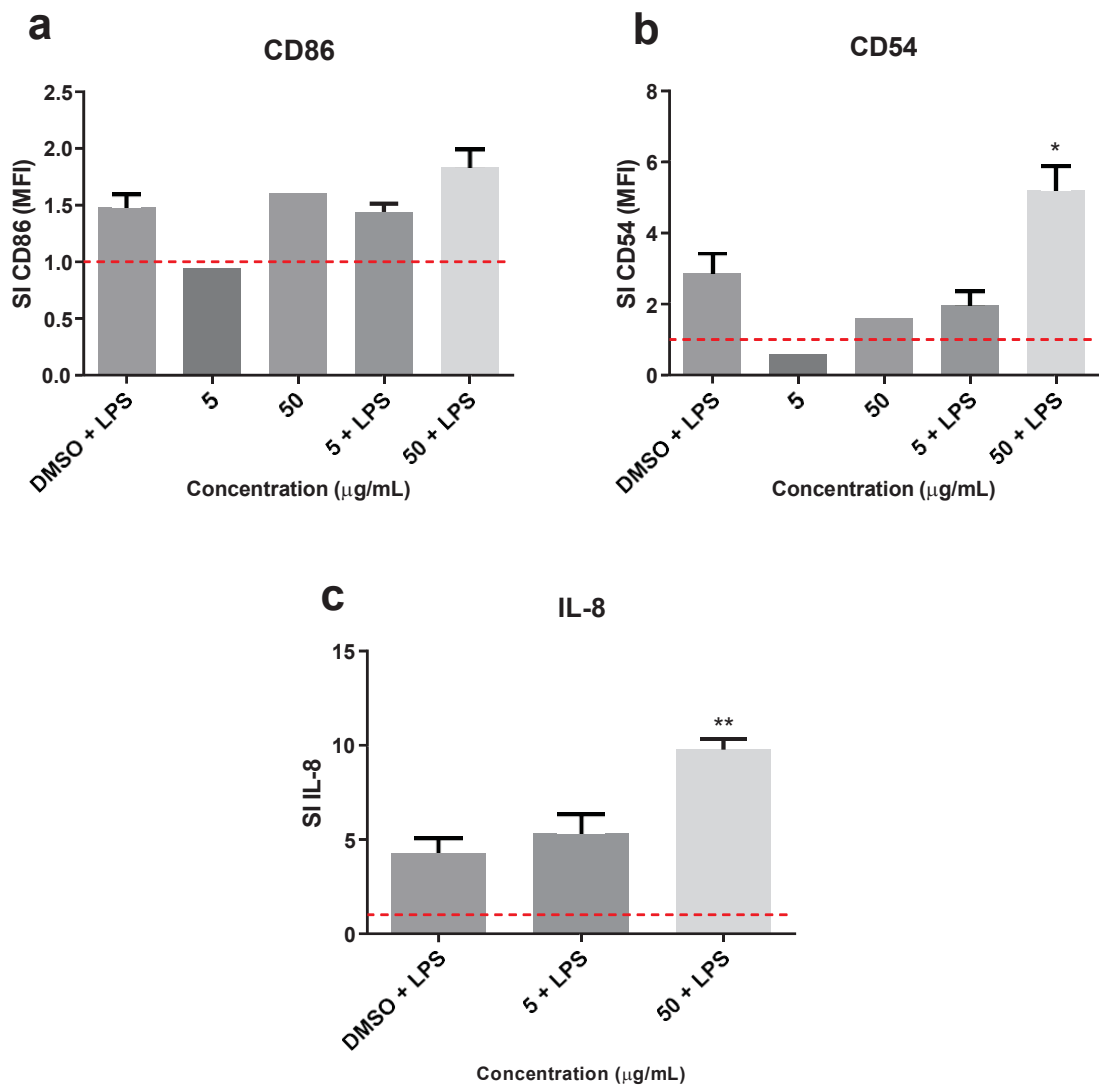 a
CD86
SI CD86 (MFI)
2.5
2.0
1.5
1.0
0.5
0.0
DMSO + LPS
5
50
5 + LPS
50 + LPS
Concentration (μg/mL)
b
CD54
SI CD54 (MFI)
8
6
4
2
0
*
DMSO + LPS
5
50
5 + LPS
50 + LPS
Concentration (μg/mL)
c
IL-8
SI IL-8
15
10
5
0
**
DMSO + LPS
5 + LPS
50 + LPS
Concentration (μg/mL)